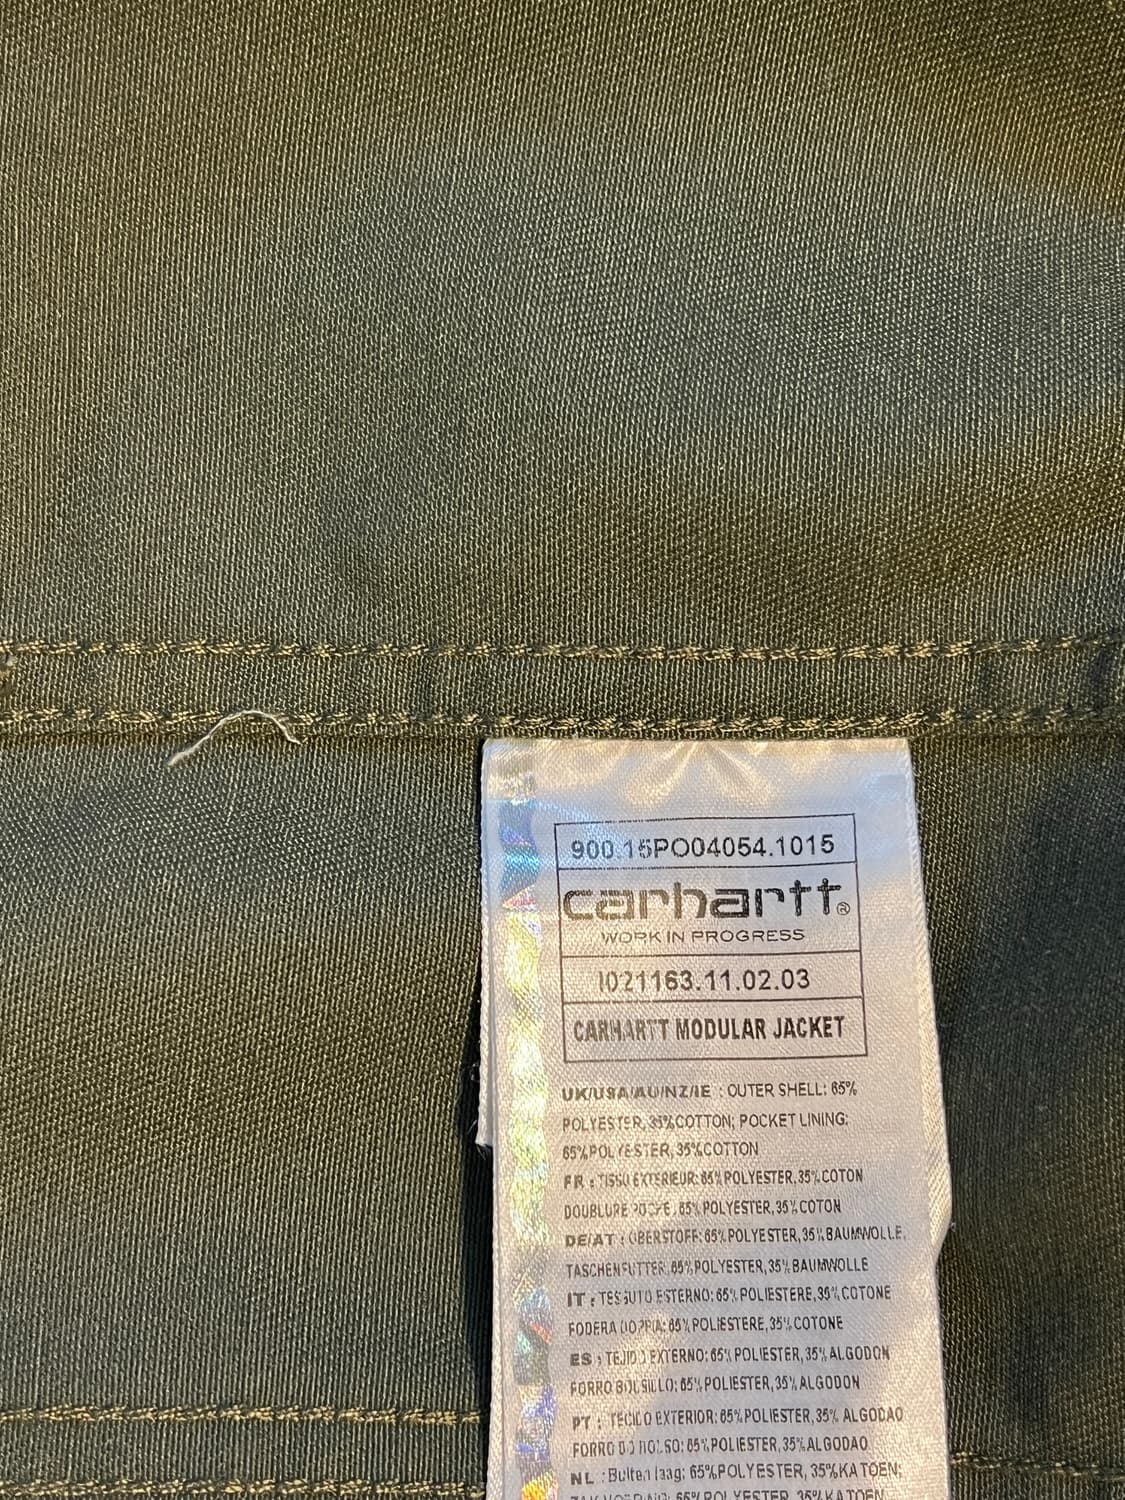 900.15PO04054.1015
carhartt®
WORK IN PROGRESS
I021163.11.02.03
CARHARTT MODULAR JACKET
UK/USA/AU/NZ/IE : OUTER SHELL: 65%
POLYESTER, 35%COTTON; POCKET LINING:
65%POLYESTER, 35%COTTON
FR : TISSU EXTERIEUR: 65%POLYESTER, 35%COTON
DOUBLURE POCHE: 65%POLYESTER, 35%COTON
DE/AT : OBERSTOFF: 65%POLYESTER, 35%BAUMWOLLE,
TASCHENFUTTER: 65%POLYESTER, 35%BAUMWOLLE
IT : TESSUTO ESTERNO: 65%POLIESTERE, 35%COTONE
FODERA DOPPIA: 65%POLIESTERE, 35%COTONE
ES : TEJIDO EXTERNO: 65%POLIESTER, 35%ALGODON
FORRO BOLSILLO: 65%POLIESTER, 35%ALGODON
PT : TECIDO EXTERIOR: 65%POLIESTER, 35% ALGODAO
FORRO DO BOLSO: 65%POLIESTER, 35%ALGODAO
NL : Buiten laag: 65%POLYESTER, 35%KATOEN;
65%POLYESTER, 35%KATOEN